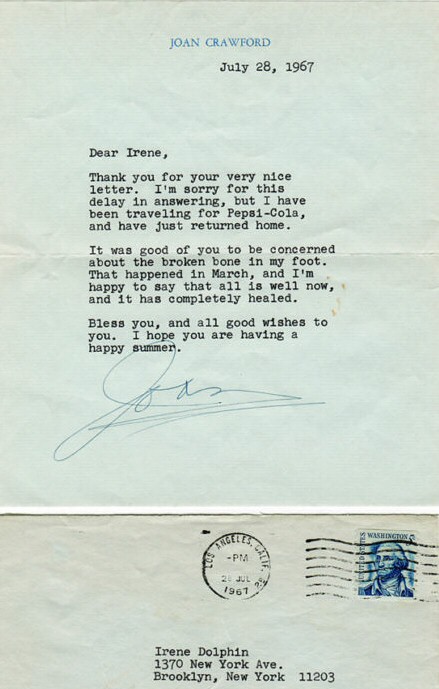 JOAN CRAWFORD
July 28, 1967
Dear Irene,
Thank you for your very nice
letter. I'm sorry for this
delay in answering, but I have
been traveling for Pepsi-Cola,
and have just returned home.
It was good of you to be concerned
about the broken bone in my foot.
That happened in March, and I'm
happy to say that all is well now,
and it has completely healed.
Bless you, and all good wishes to
you. I hope you are having a
happy summer.
Joan
LOS ANGELES, CALIF.
-PM
28 JUL
1967
UNITED STATES
WASHINGTON
5¢
Irene Dolphin
1370 New York Ave.
Brooklyn, New York 11203